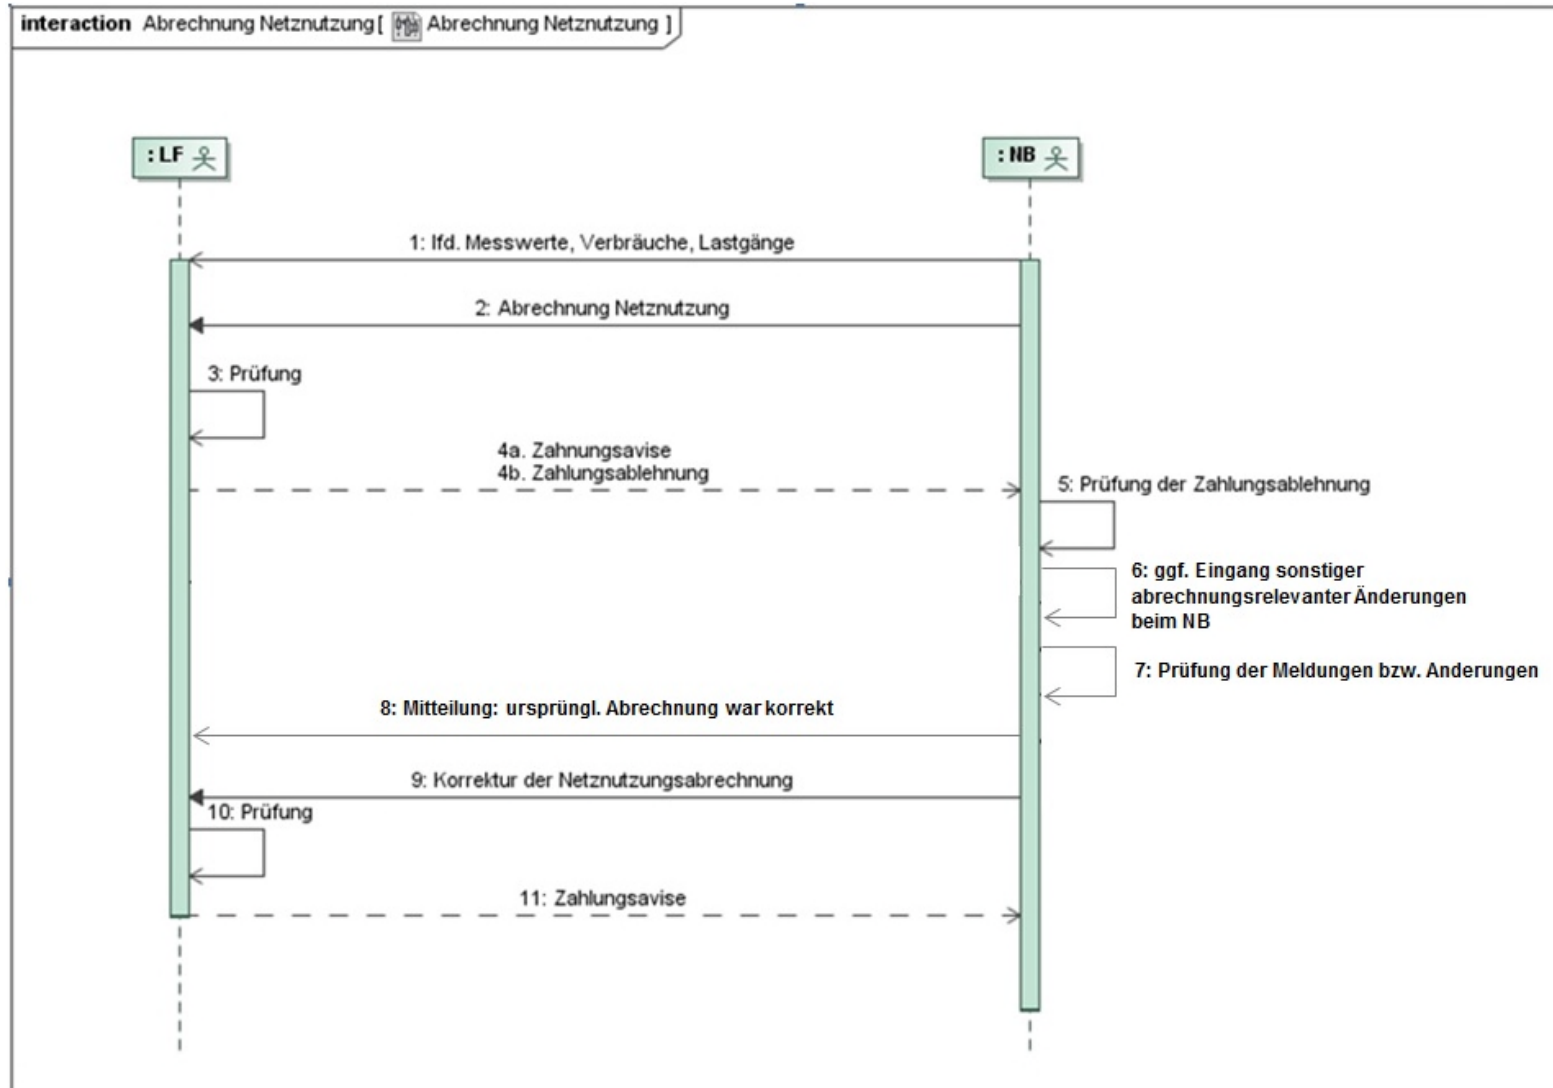 interaction Abrechnung Netznutzung[ Abrechnung Netznutzung ]
: LF
: NB
1: lfd. Messwerte, Verbräuche, Lastgänge
2: Abrechnung Netznutzung
3: Prüfung
4a. Zahnungsavise
4b. Zahlungsablehnung
5: Prüfung der Zahlungsablehnung
6: ggf. Eingang sonstiger
abrechnungsrelevanter Änderungen
beim NB
7: Prüfung der Meldungen bzw. Anderungen
8: Mitteilung: ursprüngl. Abrechnung war korrekt
9: Korrektur der Netznutzungsabrechnung
10: Prüfung
11: Zahlungsavise